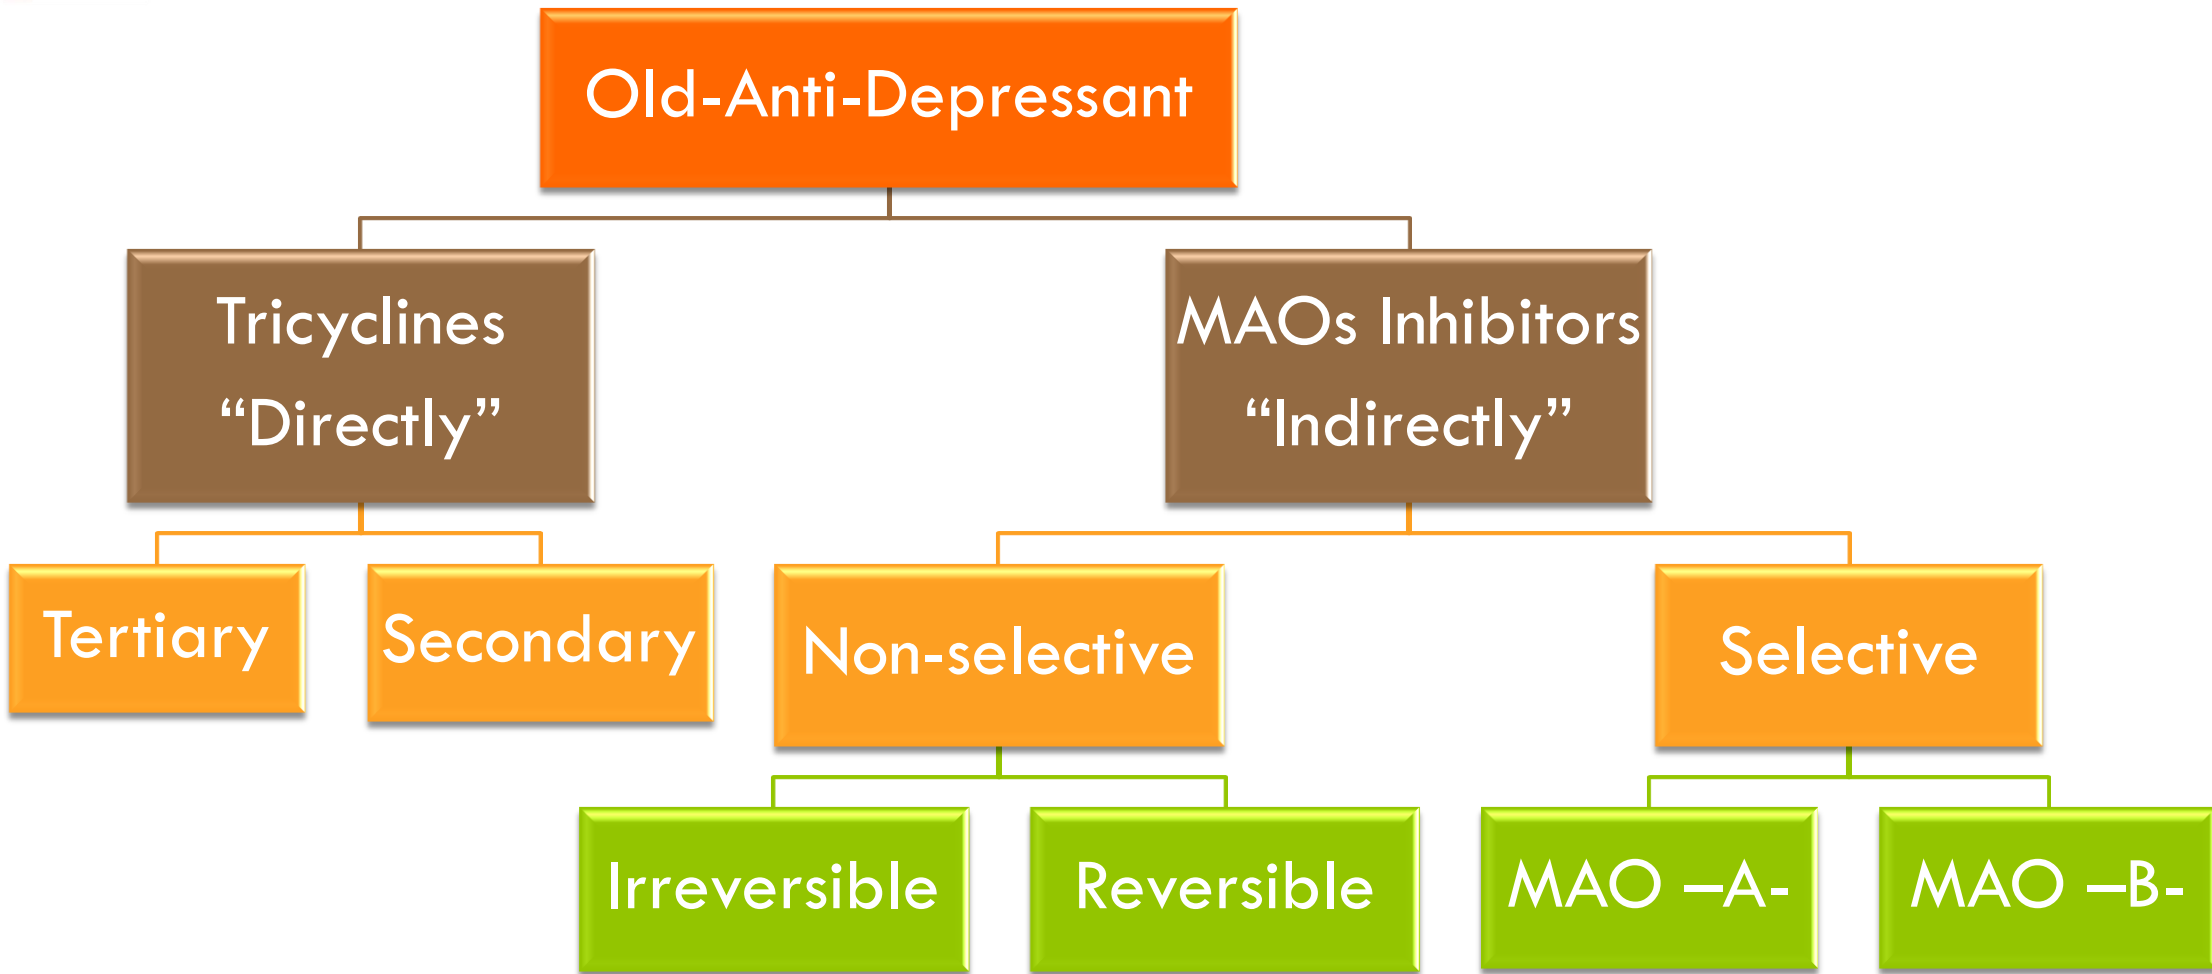 Old-Anti-Depressant
Tricyclines
“Directly”
MAOs Inhibitors
“Indirectly”
Tertiary
Secondary
Non-selective
Selective
Irreversible
Reversible
MAO –A-
MAO –B-